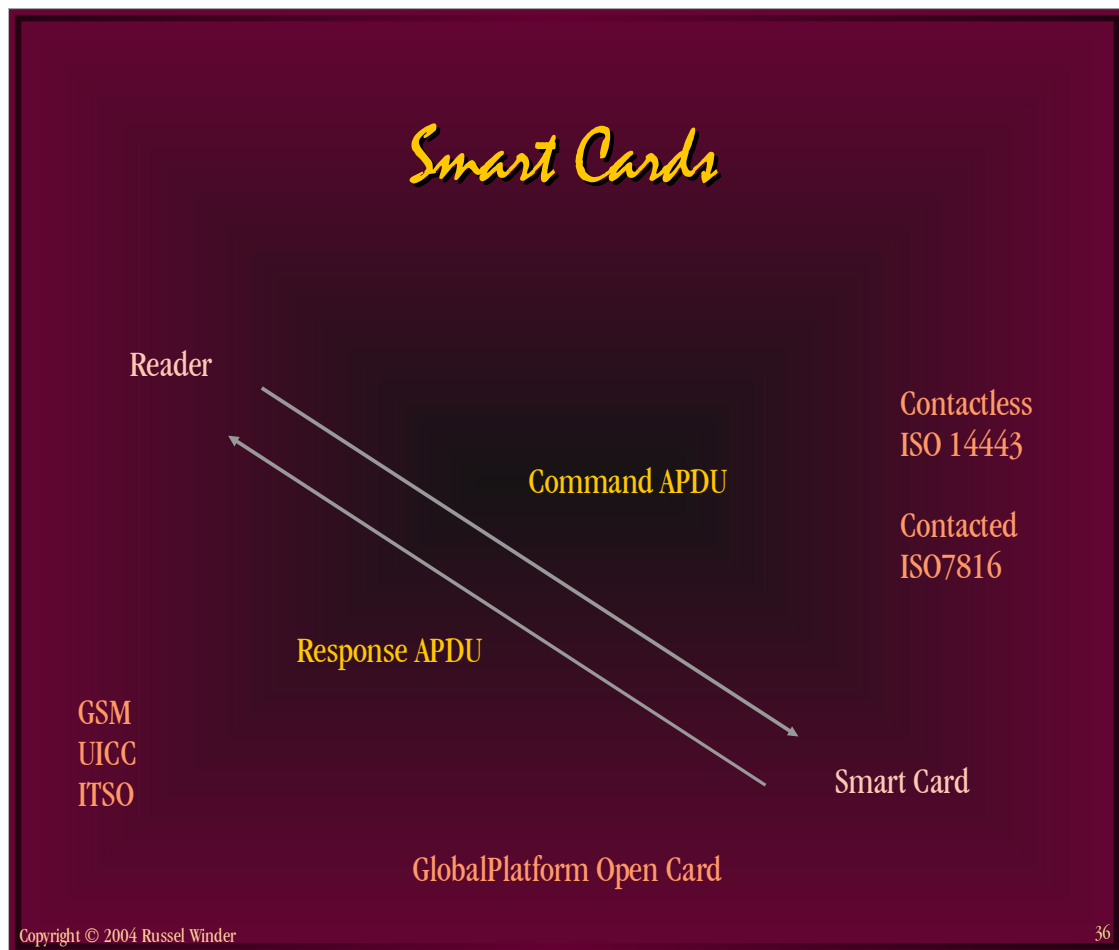 Smart Cards
Reader
Contactless
ISO 14443
Command APDU
Contacted
ISO7816
Response APDU
GSM
UICC
ITSO
Smart Card
GlobalPlatform Open Card
Copyright © 2004 Russel Winder
36